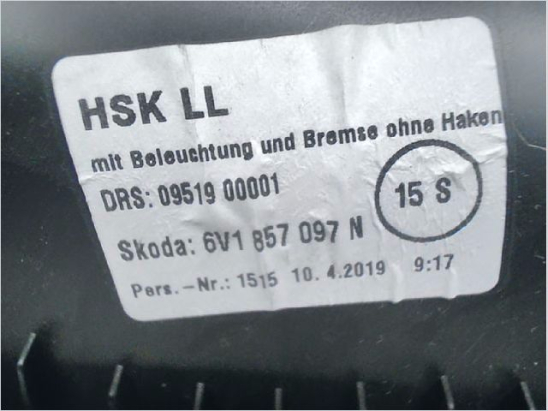 HSK LL
mit Beleuchtung und Bremse ohne Haken
DRS: 09519 00001
15 S
Skoda: 6V1 857 097 N
Pers.-Nr.: 1515 10. 4.2019 9:17